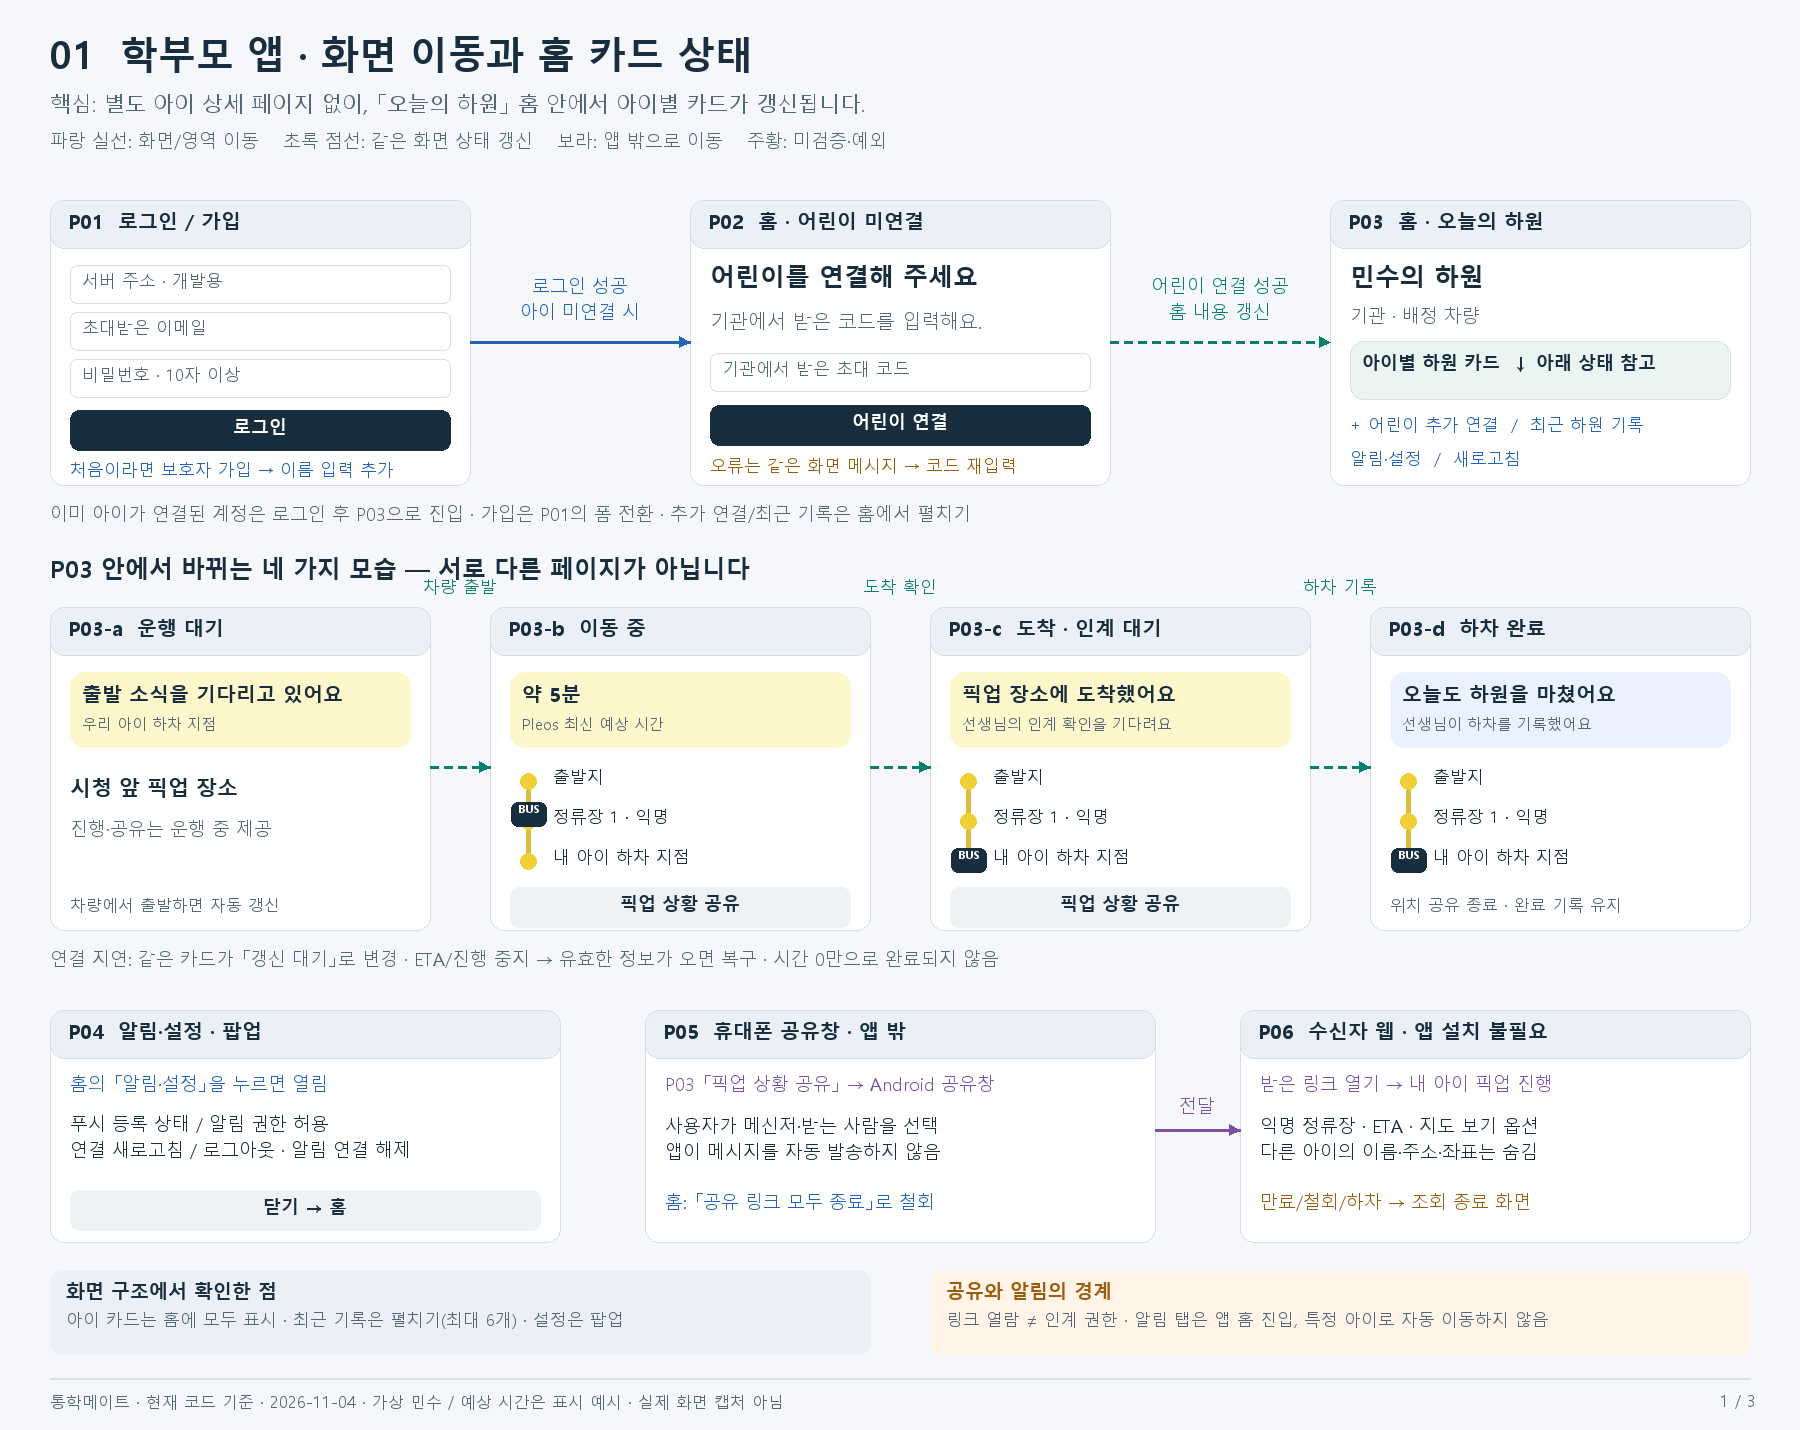 01 학부모 앱 · 화면 이동과 홈 카드 상태
핵심: 별도 아이 상세 페이지 없이, 「오늘의 하원」 홈 안에서 아이별 카드가 갱신됩니다.
파랑 실선: 화면/영역 이동 초록 점선: 같은 화면 상태 갱신 보라: 앱 밖으로 이동 주황: 미검증·예외
P01 로그인 / 가입
서버 주소 · 개발용
초대받은 이메일
비밀번호 · 10자 이상
로그인
처음이라면 보호자 가입 → 이름 입력 추가
로그인 성공
아이 미연결 시
P02 홈 · 어린이 미연결
어린이를 연결해 주세요
기관에서 받은 코드를 입력해요.
기관에서 받은 초대 코드
어린이 연결
오류는 같은 화면 메시지 → 코드 재입력
어린이 연결 성공
홈 내용 갱신
P03 홈 · 오늘의 하원
민수의 하원
기관 · 배정 차량
아이별 하원 카드 ↓ 아래 상태 참고
+ 어린이 추가 연결 / 최근 하원 기록
알림·설정 / 새로고침
이미 아이가 연결된 계정은 로그인 후 P03으로 진입 · 가입은 P01의 폼 전환 · 추가 연결/최근 기록은 홈에서 펼치기
P03 안에서 바뀌는 네 가지 모습 — 서로 다른 페이지가 아닙니다
차량 출발
도착 확인
하차 기록
P03-a 운행 대기
출발 소식을 기다리고 있어요
우리 아이 하차 지점
시청 앞 픽업 장소
진행·공유는 운행 중 제공
차량에서 출발하면 자동 갱신
P03-b 이동 중
약 5분
Pleos 최신 예상 시간
출발지
BUS 정류장 1 · 익명
내 아이 하차 지점
픽업 상황 공유
P03-c 도착 · 인계 대기
픽업 장소에 도착했어요
선생님의 인계 확인을 기다려요
출발지
정류장 1 · 익명
BUS 내 아이 하차 지점
픽업 상황 공유
P03-d 하차 완료
오늘도 하원을 마쳤어요
선생님이 하차를 기록했어요
출발지
정류장 1 · 익명
BUS 내 아이 하차 지점
위치 공유 종료 · 완료 기록 유지
연결 지연: 같은 카드가 「갱신 대기」로 변경 · ETA/진행 중지 → 유효한 정보가 오면 복구 · 시간 0만으로 완료되지 않음
P04 알림·설정 · 팝업
홈의 「알림·설정」을 누르면 열림
푸시 등록 상태 / 알림 권한 허용
연결 새로고침 / 로그아웃 · 알림 연결 해제
닫기 → 홈
P05 휴대폰 공유창 · 앱 밖
P03 「픽업 상황 공유」 → Android 공유창
사용자가 메신저·받는 사람을 선택
앱이 메시지를 자동 발송하지 않음
홈: 「공유 링크 모두 종료」로 철회
전달
P06 수신자 웹 · 앱 설치 불필요
받은 링크 열기 → 내 아이 픽업 진행
익명 정류장 · ETA · 지도 보기 옵션
다른 아이의 이름·주소·좌표는 숨김
만료/철회/하차 → 조회 종료 화면
화면 구조에서 확인한 점
아이 카드는 홈에 모두 표시 · 최근 기록은 펼치기(최대 6개) · 설정은 팝업
공유와 알림의 경계
링크 열람 ≠ 인계 권한 · 알림 탭은 앱 홈 진입, 특정 아이로 자동 이동하지 않음
통학메이트 · 현재 코드 기준 · 2026-11-04 · 가상 민수 / 예상 시간은 표시 예시 · 실제 화면 캡처 아님
1 / 3